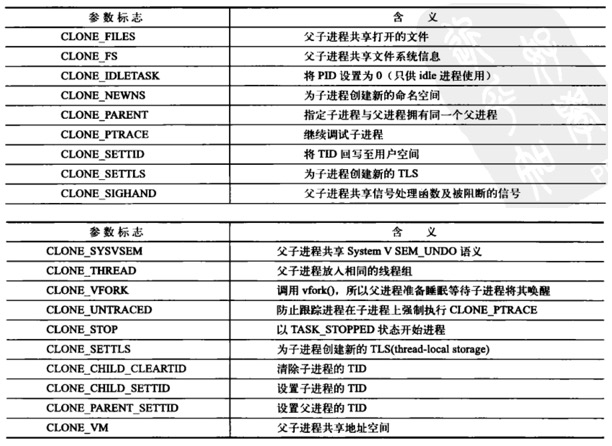 参数标志 含 义
CLONE_FILES 父子进程共享打开的文件
CLONE_FS 父子进程共享文件系统信息
CLONE_IDLETASK 将 PID 设置为 0（只供 idle 进程使用）
CLONE_NEWNS 为子进程创建新的命名空间
CLONE_PARENT 指定子进程与父进程拥有同一个父进程
CLONE_PTRACE 继续调试子进程
CLONE_SETTID 将 TID 回写至用户空间
CLONE_SETTLS 为子进程创建新的 TLS
CLONE_SIGHAND 父子进程共享信号处理函数及被阻断的信号
参数标志 含 义
CLONE_SYSVSEM 父子进程共享 System V SEM_UNDO 语义
CLONE_THREAD 父子进程放入相同的线程组
CLONE_VFORK 调用 vfork()，所以父进程准备睡眠等待子进程将其唤醒
CLONE_UNTRACED 防止跟踪进程在子进程上强制执行 CLONE_PTRACE
CLONE_STOP 以 TASK_STOPPED 状态开始进程
CLONE_SETTLS 为子进程创建新的 TLS(thread-local storage)
CLONE_CHILD_CLEARTID 清除子进程的 TID
CLONE_CHILD_SETTID 设置子进程的 TID
CLONE_PARENT_SETTID 设置父进程的 TID
CLONE_VM 父子进程共享地址空间